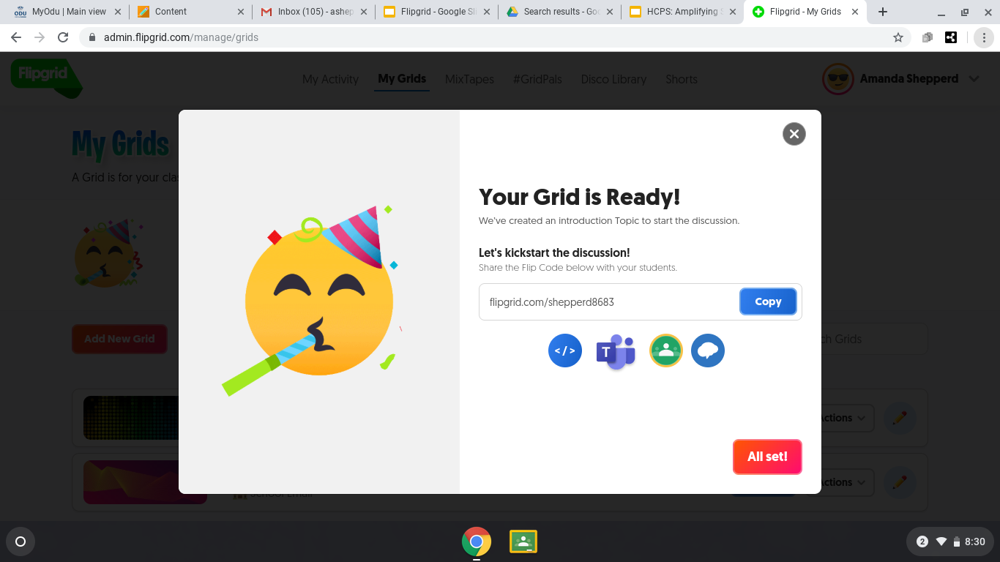 MyOdu | Main view
Content
Inbox (105) - ashep
Flipgrid - Google Sli
Search results - Goo
HCPS: Amplifying S
Flipgrid - My Grids
admin.flipgrid.com/manage/grids
Flipgrid
My Activity
My Grids
MixTapes
#GridPals
Disco Library
Shorts
Amanda Shepperd
My Grids
A Grid is for your clas
Your Grid is Ready!
We've created an introduction Topic to start the discussion.
Let's kickstart the discussion!
Share the Flip Code below with your students.
flipgrid.com/shepperd8683
Copy
</>
T
Add New Grid
ch Grids
Actions
Actions
School Email
All set!
2
8:30